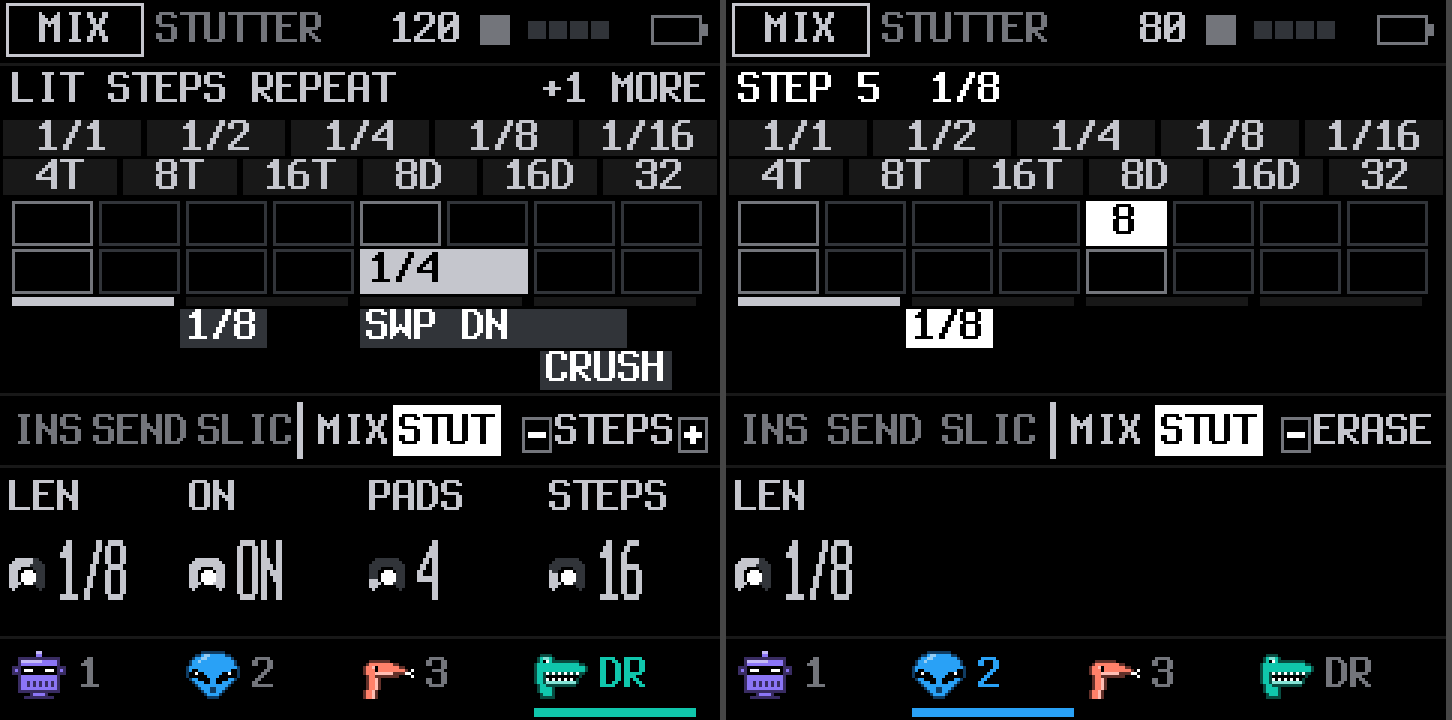 MIX STUTTER 120
LIT STEPS REPEAT +1 MORE
1/1 1/2 1/4 1/8 1/16
4T 8T 16T 8D 16D 32
1/4
1/8 SWP DN
CRUSH
INS SEND SLIC MIX STUT -STEPS+
LEN ON PADS STEPS
1/8 ON 4 16
1 2 3 DR
MIX STUTTER 80
STEP 5 1/8
1/1 1/2 1/4 1/8 1/16
4T 8T 16T 8D 16D 32
8
1/8
INS SEND SLIC MIX STUT -ERASE
LEN
1/8
1 2 3 DR